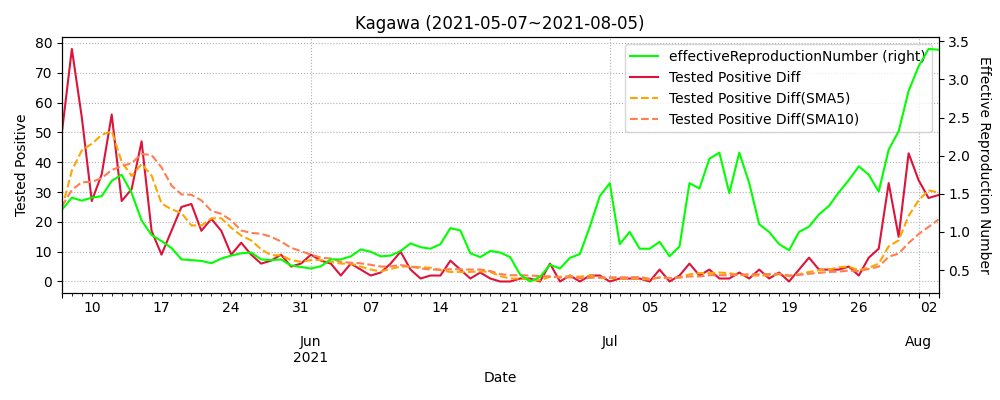 Kagawa (2021-05-07~2021-08-05)
effectiveReproductionNumber (right)
Tested Positive Diff
Tested Positive Diff(SMA5)
Tested Positive Diff(SMA10)
Tested Positive
80
70
60
50
40
30
20
10
0
3.5
3.0
2.5
2.0
1.5
1.0
0.5
Effective Reproduction Number
10 17 24 31 07 14 21 28 05 12 19 26 02
Jun Jul Aug
2021
Date